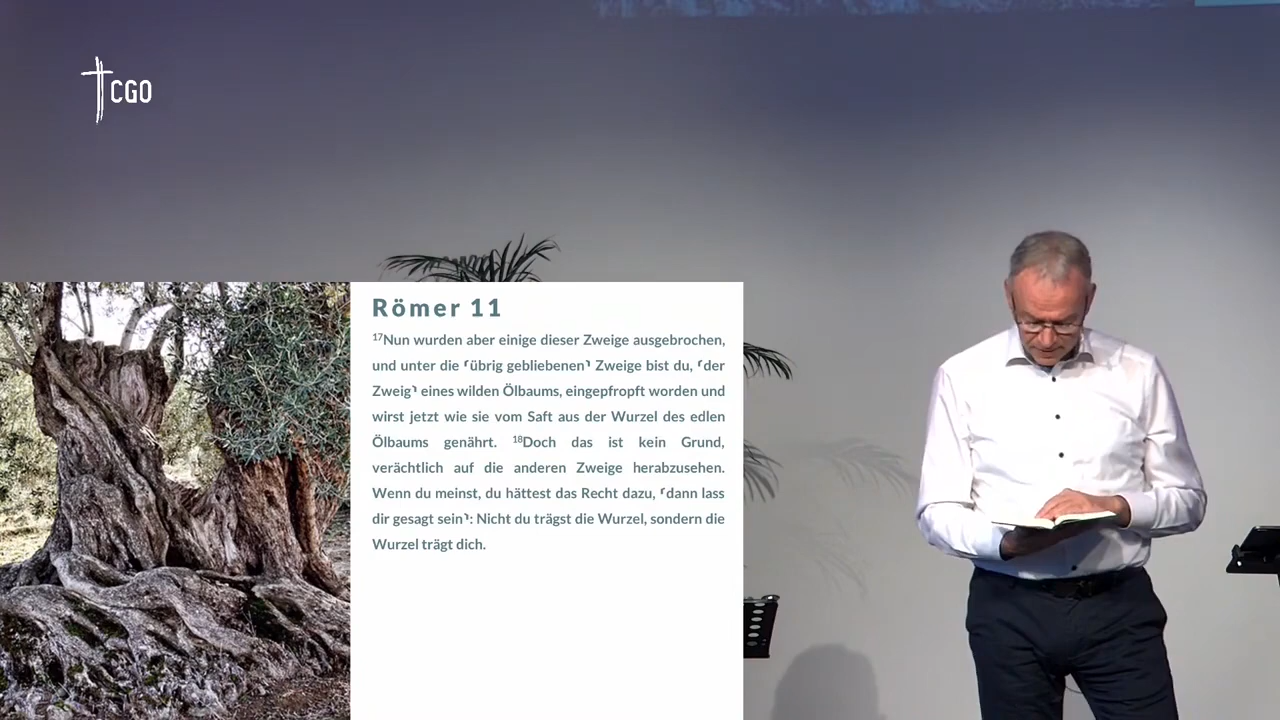 CGO
Römer 11
¹⁷Nun wurden aber einige dieser Zweige ausgebrochen,
und unter die ⸢übrig gebliebenen⸣ Zweige bist du, ⸢der
Zweig⸣ eines wilden Ölbaums, eingepfropft worden und
wirst jetzt wie sie vom Saft aus der Wurzel des edlen
Ölbaums genährt. ¹⁸Doch das ist kein Grund,
verächtlich auf die anderen Zweige herabzusehen.
Wenn du meinst, du hättest das Recht dazu, ⸢dann lass
dir gesagt sein⸣: Nicht du trägst die Wurzel, sondern die
Wurzel trägt dich.